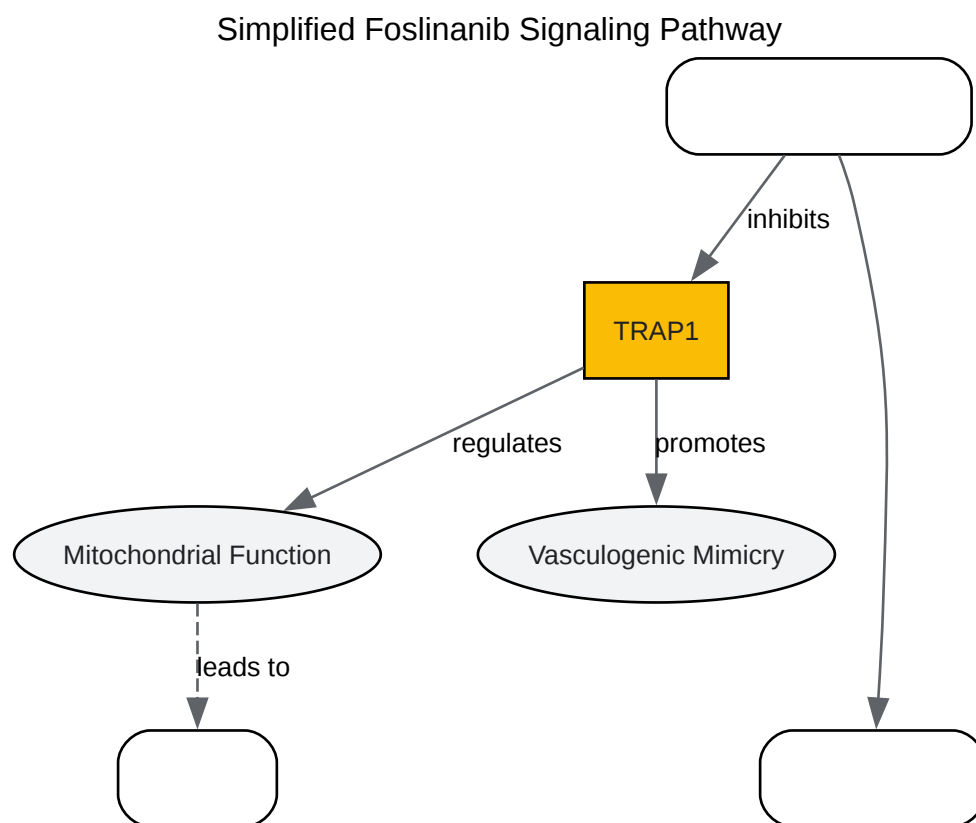 Simplified Foslinanib Signaling Pathway
inhibits
TRAP1
regulates
promotes
Mitochondrial Function
Vasculogenic Mimicry
leads to